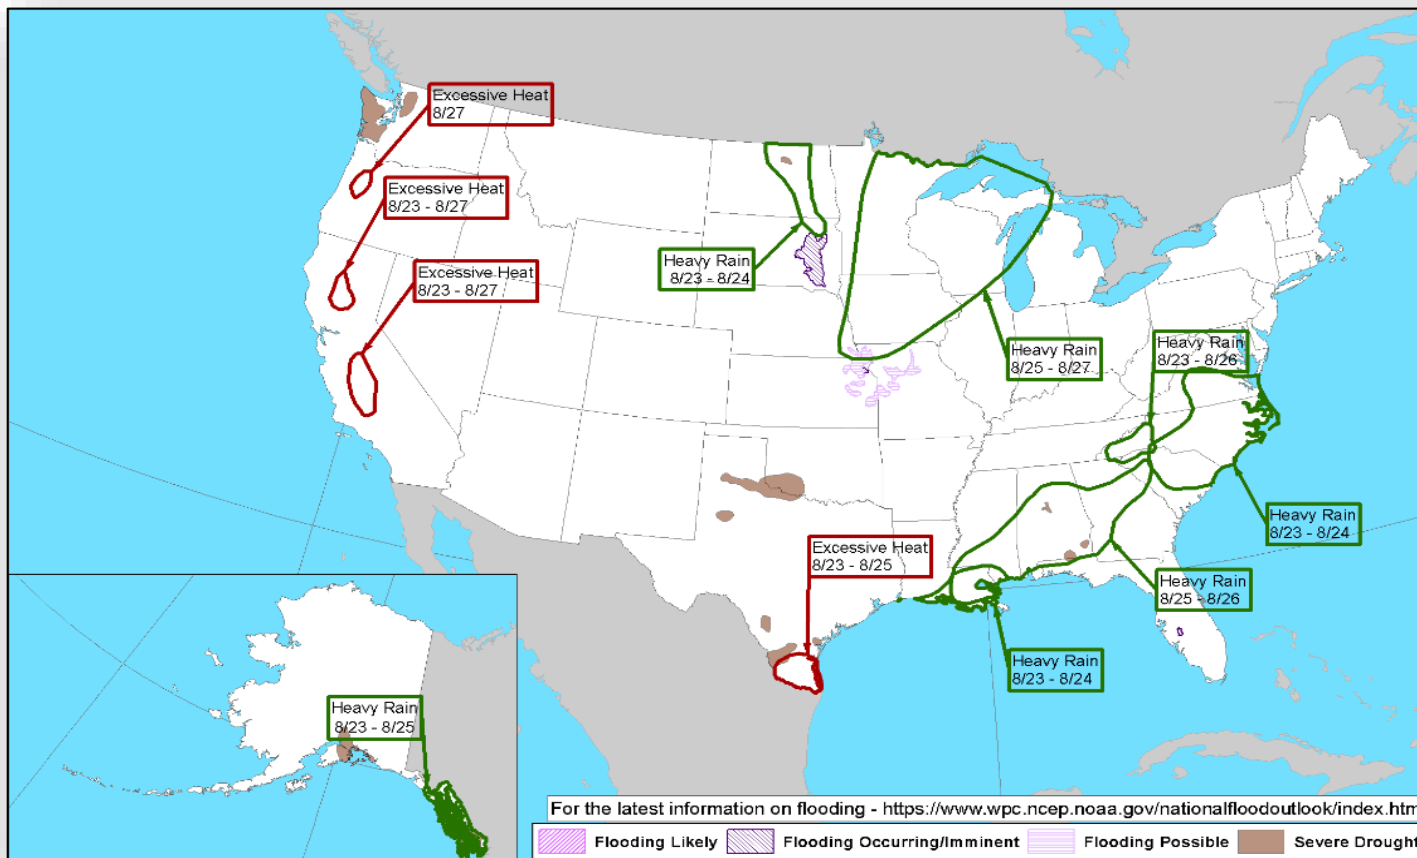 Excessive Heat
8/27
Excessive Heat
8/23 - 8/27
Excessive Heat
8/23 - 8/27
Heavy Rain
8/23 - 8/24
Heavy Rain
8/25 - 8/27
Heavy Rain
8/23 - 8/26
Heavy Rain
8/23 - 8/24
Excessive Heat
8/23 - 8/25
Heavy Rain
8/25 - 8/26
Heavy Rain
8/23 - 8/24
Heavy Rain
8/23 - 8/25
For the latest information on flooding - https://www.wpc.ncep.noaa.gov/nationalfloodoutlook/index.htm
Flooding Likely
Flooding Occurring/Imminent
Flooding Possible
Severe Drought